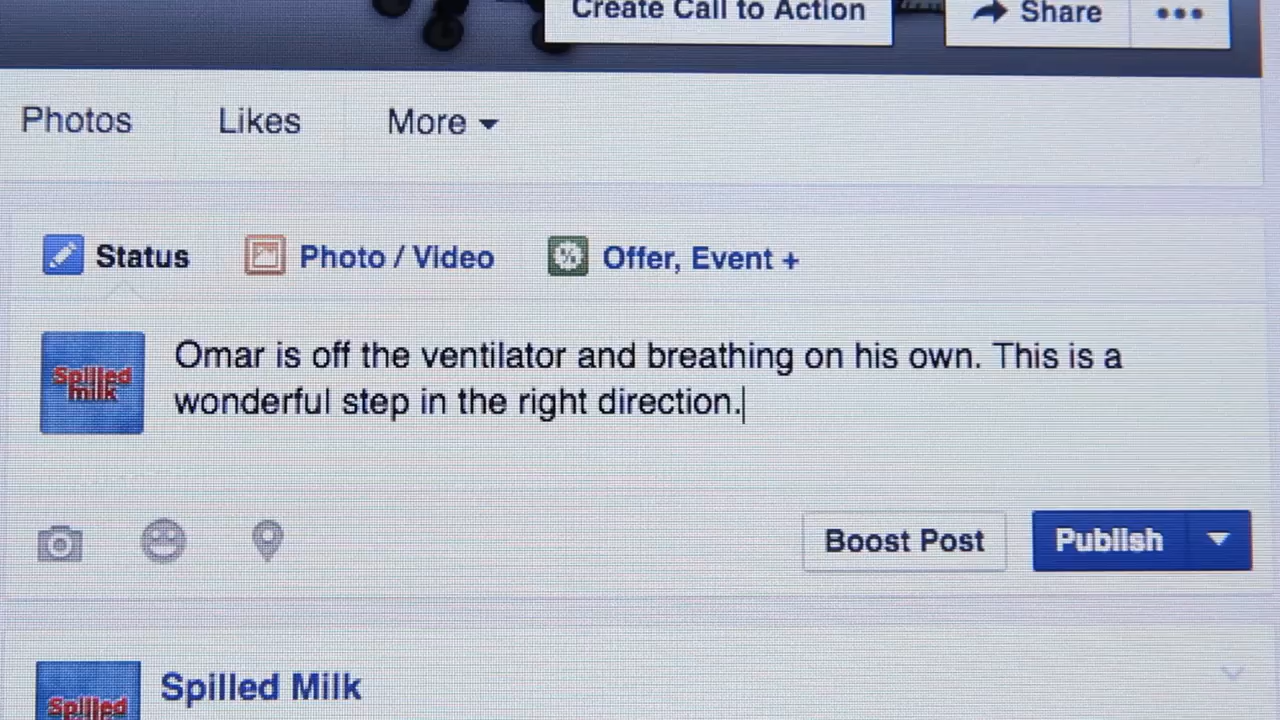 Create Call to Action
Share
Photos
Likes
More
Status
Photo / Video
Offer, Event +
Spilled
milk
Omar is off the ventilator and breathing on his own. This is a
wonderful step in the right direction.
Boost Post
Publish
Spilled
Spilled Milk